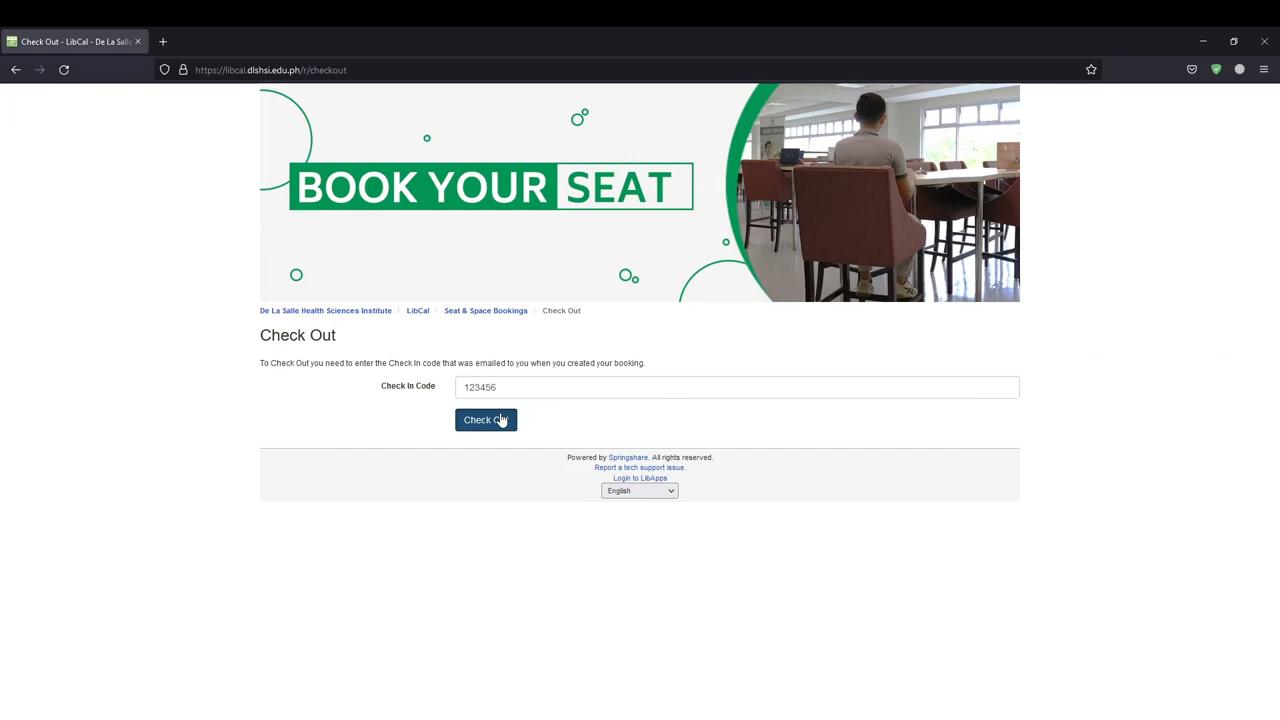 Check Out - LibCal - De La Salle
https://libcal.dlshsi.edu.ph/r/checkout
BOOK YOUR SEAT
De La Salle Health Sciences Institute / LibCal / Seat & Space Bookings / Check Out
Check Out
To Check Out you need to enter the Check In code that was emailed to you when you created your booking.
Check In Code 123456
Check Out
Powered by Springshare. All rights reserved.
Report a tech support issue.
Login to LibApps
English